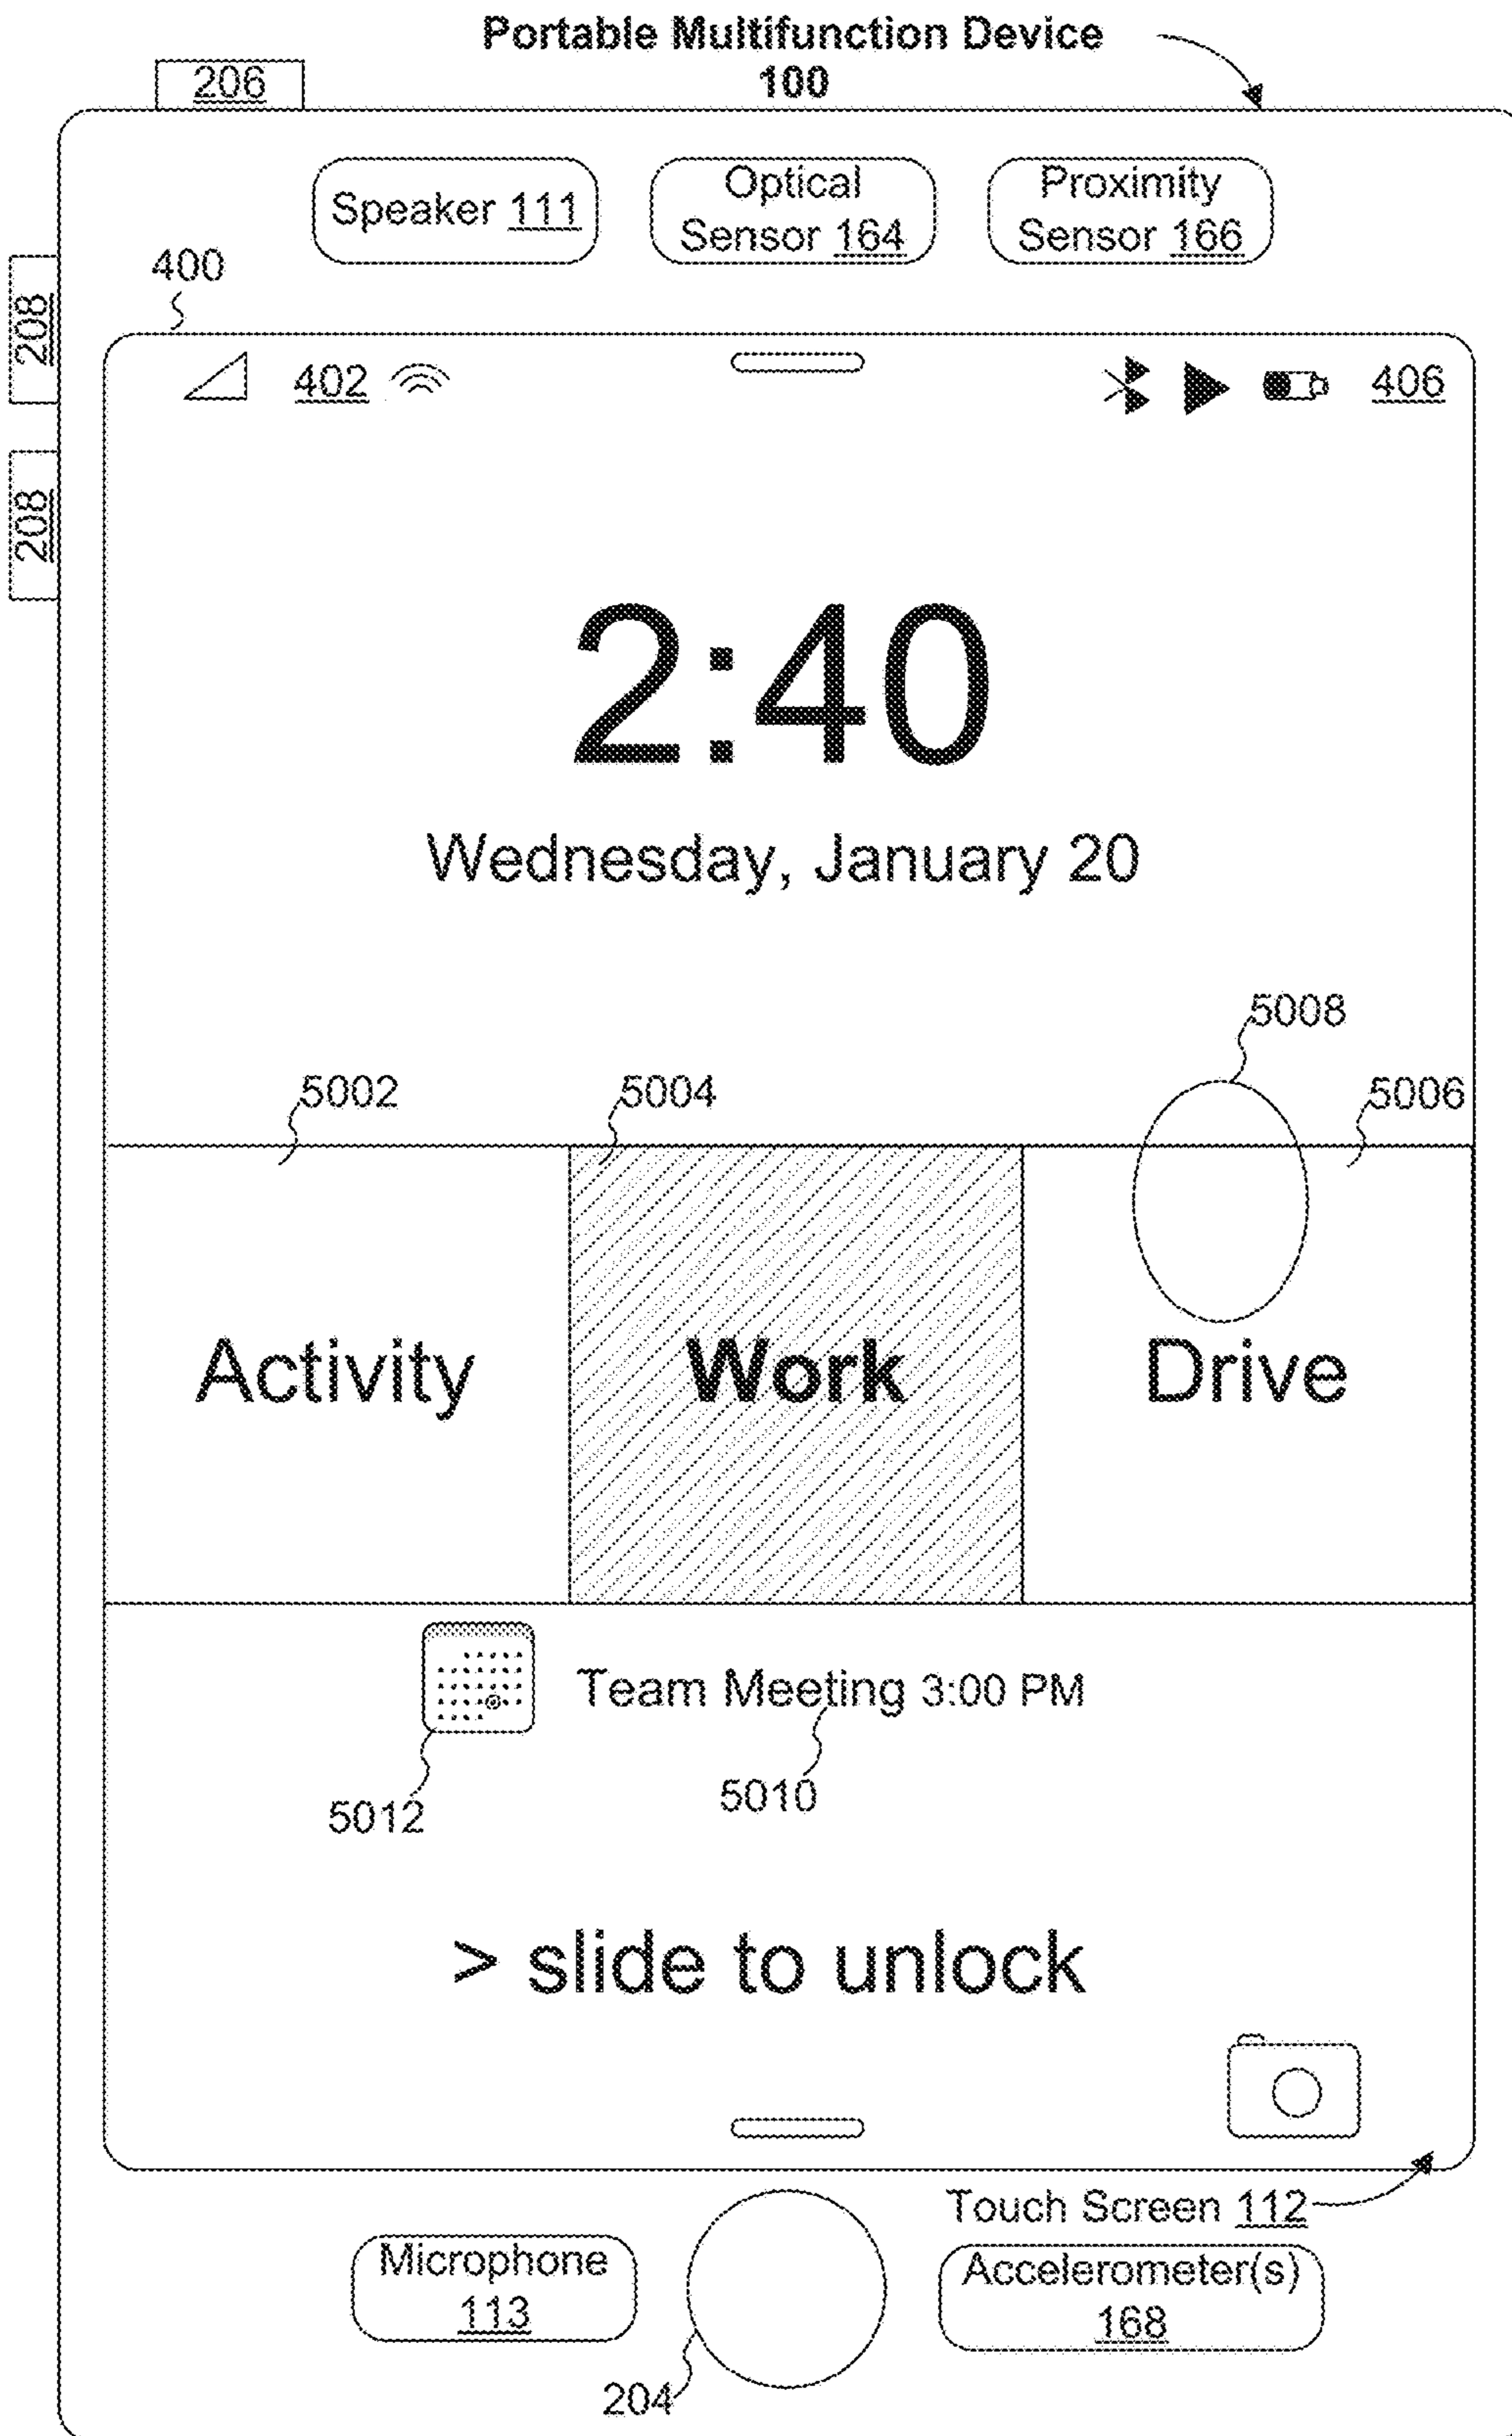 Portable Multifunction Device
100
206
Speaker 111
Optical
Sensor 164
Proximity
Sensor 166
208
208
400
402
406
2:40
Wednesday, January 20
5008
5002
5004
5006
Activity
Work
Drive
Team Meeting 3:00 PM
5012
5010
> slide to unlock
Touch Screen 112
Microphone
113
Accelerometer(s)
168
204